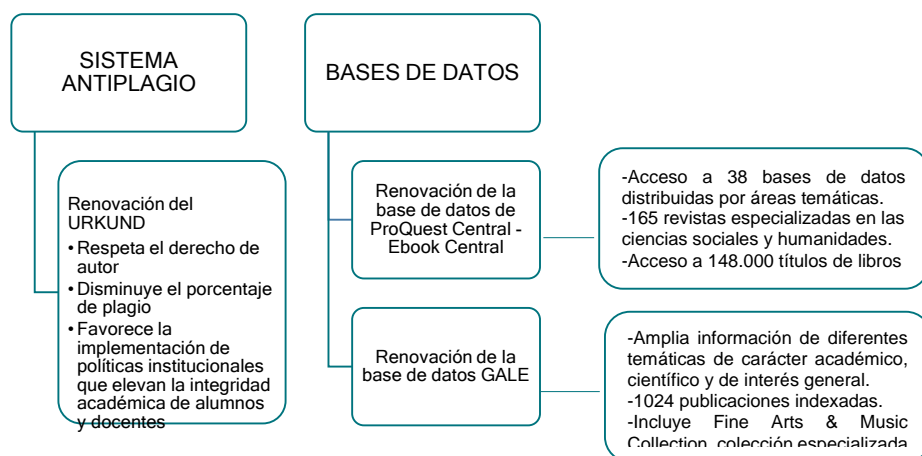 SISTEMA
ANTIPLAGIO
Renovación del
URKUND
• Respeta el derecho de
autor
• Disminuye el porcentaje
de plagio
• Favorece la
implementación de
políticas institucionales
que elevan la integridad
académica de alumnos
y docentes
BASES DE DATOS
Renovación de la
base de datos de
ProQuest Central -
Ebook Central
-Acceso a 38 bases de datos
distribuidas por áreas temáticas.
-165 revistas especializadas en las
ciencias sociales y humanidades.
-Acceso a 148.000 títulos de libros
Renovación de la
base de datos GALE
-Amplia información de diferentes
temáticas de carácter académico,
científico y de interés general.
-1024 publicaciones indexadas.
-Incluye Fine Arts & Music
Collection, colección especializada